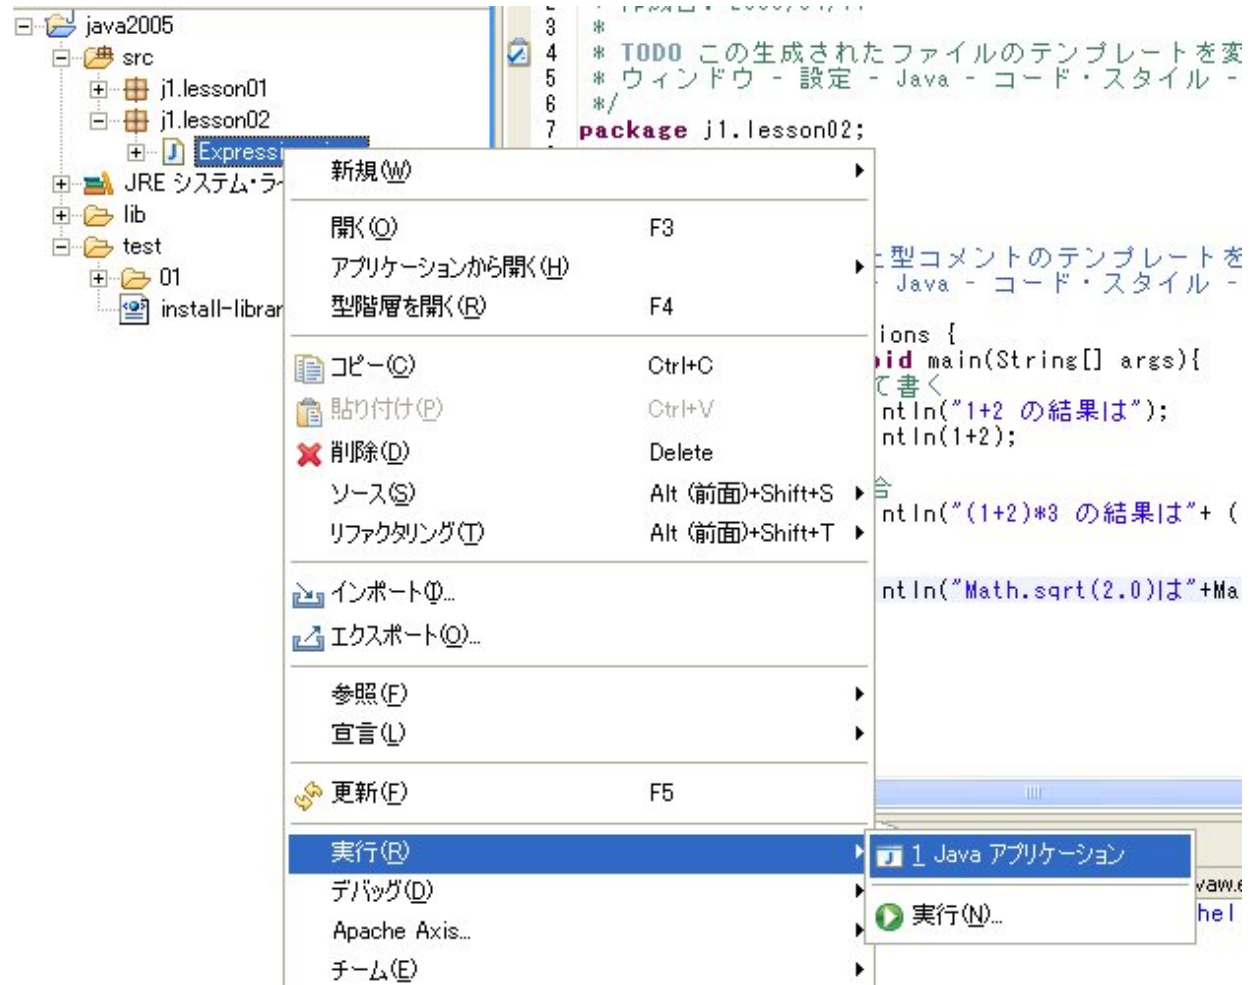 java2005
src
j1.lesson01
j1.lesson02
Expressi
JRE システム・ラ
lib
test
01
install-librar
3 *
4 * TODO この生成されたファイルのテンプレートを変
5 * ウィンドウ - 設定 - Java - コード・スタイル -
6 */
7 package j1.lesson02;
型コメントのテンプレートを
- Java - コード・スタイル -
ions {
id main(String[] args){
て書く
ntln("1+2 の結果は");
ntln(1+2);
合
ntln("(1+2)*3 の結果は"+ (
ntln("Math.sqrt(2.0)は"+Ma
新規(W)
開く(O) F3
アプリケーションから開く(H)
型階層を開く(R) F4
コピー(C) Ctrl+C
貼り付け(P) Ctrl+V
削除(D) Delete
ソース(S) Alt (前面)+Shift+S
リファクタリング(T) Alt (前面)+Shift+T
インポート(I)...
エクスポート(O)...
参照(F)
宣言(L)
更新(F) F5
実行(R)
デバッグ(D)
Apache Axis...
チーム(E)
1 Java アプリケーション
実行(N)...
vaw.e
hel